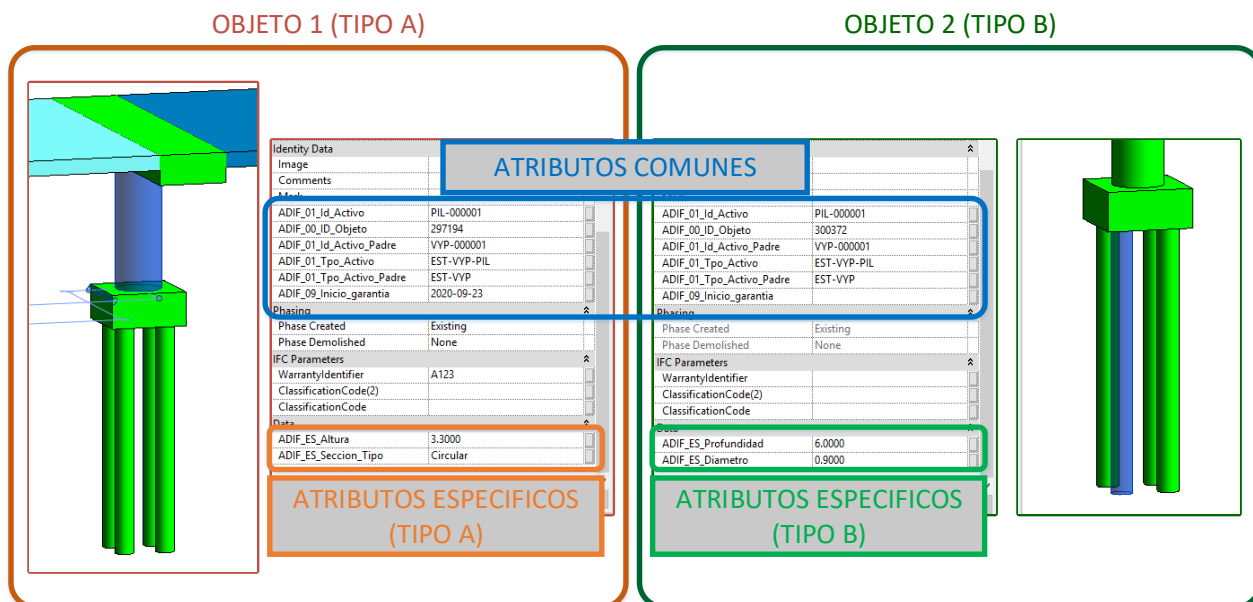 OBJETO 1 (TIPO A)
OBJETO 2 (TIPO B)
ATRIBUTOS COMUNES
Identity Data
Image
Comments
Mark
ADIF_01_Id_Activo PIL-000001
ADIF_00_ID_Objeto 297194
ADIF_01_Id_Activo_Padre VYP-000001
ADIF_01_Tpo_Activo EST-VYP-PIL
ADIF_01_Tpo_Activo_Padre EST-VYP
ADIF_09_Inicio_garantia 2020-09-23
Phasing
Phase Created Existing
Phase Demolished None
IFC Parameters
WarrantyIdentifier A123
ClassificationCode(2)
ClassificationCode
Data
ADIF_ES_Altura 3.3000
ADIF_ES_Seccion_Tipo Circular
ATRIBUTOS ESPECIFICOS
(TIPO A)
ADIF_01_Id_Activo PIL-000001
ADIF_00_ID_Objeto 300372
ADIF_01_Id_Activo_Padre VYP-000001
ADIF_01_Tpo_Activo EST-VYP-PIL
ADIF_01_Tpo_Activo_Padre EST-VYP
ADIF_09_Inicio_garantia
Phasing
Phase Created Existing
Phase Demolished None
IFC Parameters
WarrantyIdentifier
ClassificationCode(2)
ClassificationCode
Data
ADIF_ES_Profundidad 6.0000
ADIF_ES_Diametro 0.9000
ATRIBUTOS ESPECIFICOS
(TIPO B)